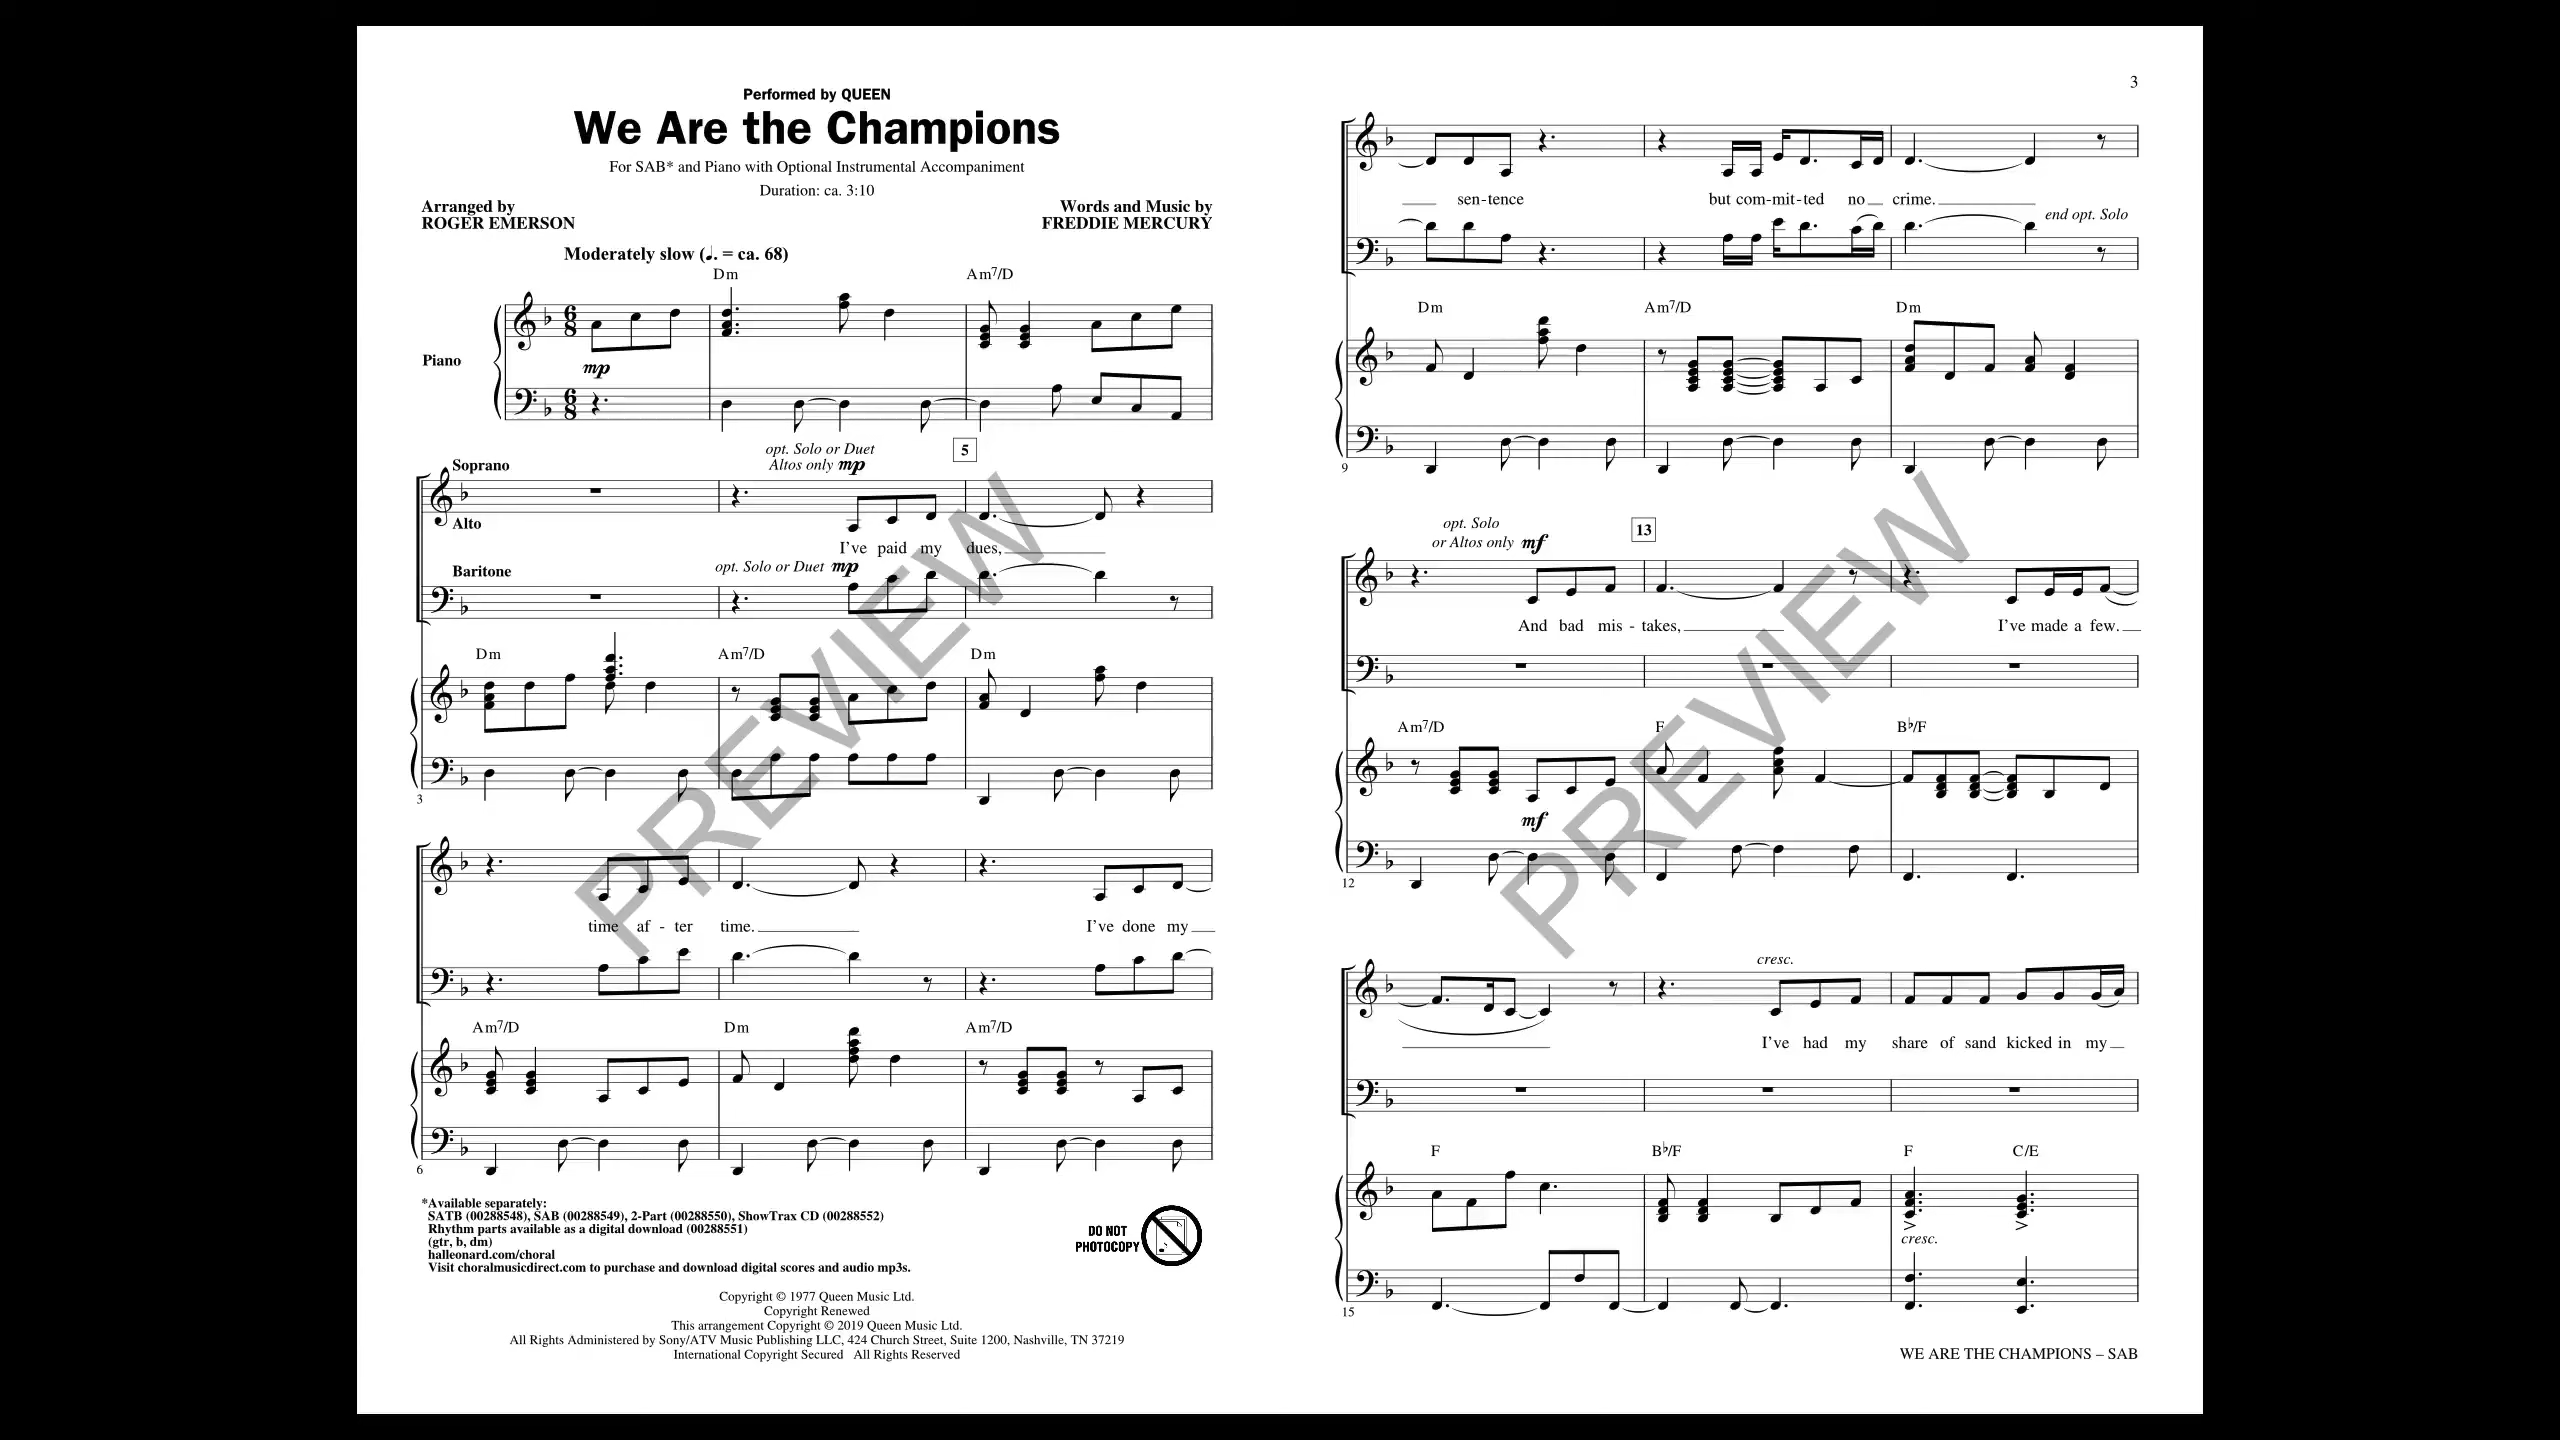 Performed by QUEEN
We Are the Champions
For SAB* and Piano with Optional Instrumental Accompaniment
Duration: ca. 3:10
Arranged by
ROGER EMERSON
Words and Music by
FREDDIE MERCURY
Moderately slow (♩. = ca. 68)
Dm Am7/D
6 8
Piano
mp
6 8
opt. Solo or Duet
Altos only mp
5
Soprano
Alto
I've paid my dues,
opt. Solo or Duet mp
Baritone
Dm Am7/D Dm
3
time af - ter time. I've done my
Am7/D Dm Am7/D
6
*Available separately:
SATB (00288548), SAB (00288549), 2-Part (00288550), ShowTrax CD (00288552)
Rhythm parts available as a digital download (00288551)
(gtr, b, dm)
halleonard.com/choral
Visit choralmusicdirect.com to purchase and download digital scores and audio mp3s.
DO NOT
PHOTOCOPY
Copyright © 1977 Queen Music Ltd.
Copyright Renewed
This arrangement Copyright © 2019 Queen Music Ltd.
All Rights Administered by Sony/ATV Music Publishing LLC, 424 Church Street, Suite 1200, Nashville, TN 37219
International Copyright Secured All Rights Reserved
PREVIEW
3
sen-tence but com-mit-ted no crime.
end opt. Solo
Dm Am7/D Dm
9
opt. Solo
or Altos only mf
13
And bad mis - takes, I've made a few.
Am7/D F B♭/F
mf
12
cresc.
I've had my share of sand kicked in my
F B♭/F F C/E
cresc.
15
WE ARE THE CHAMPIONS – SAB
PREVIEW